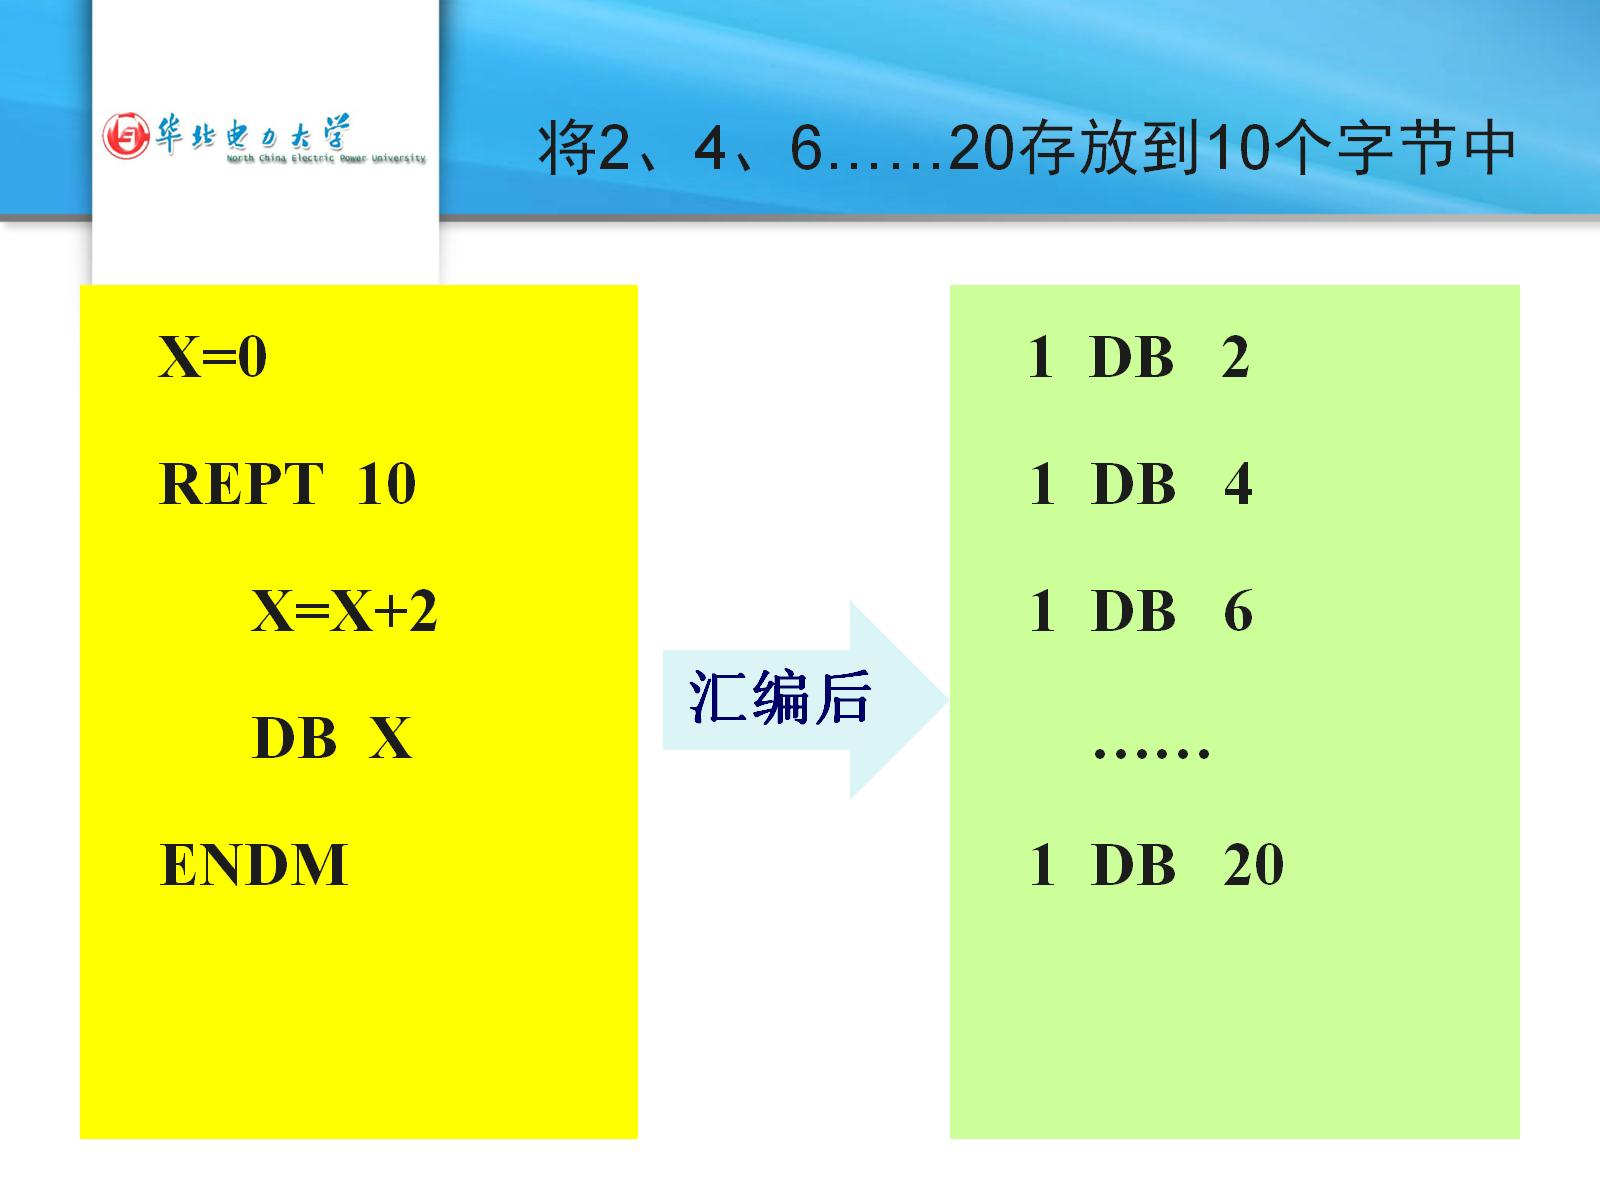 华北电力大学
North China Electric Power University
将2、4、6……20存放到10个字节中
X=0
REPT 10
X=X+2
DB X
ENDM
汇编后
1 DB 2
1 DB 4
1 DB 6
……
1 DB 20